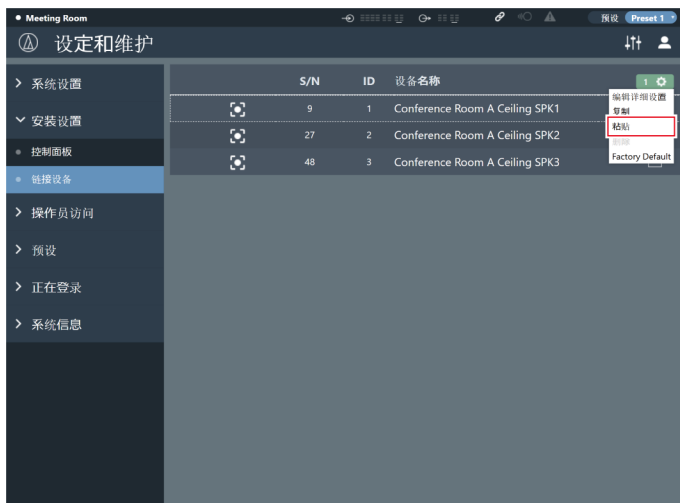 Meeting Room
预设 Preset 1
设定和维护
系统设置
安装设置
控制面板
链接设备
操作员访问
预设
正在登录
系统信息
S/N ID 设备名称 1
9 1 Conference Room A Ceiling SPK1
27 2 Conference Room A Ceiling SPK2
48 3 Conference Room A Ceiling SPK3
编辑详细设置
复制
粘贴
删除
Factory Default